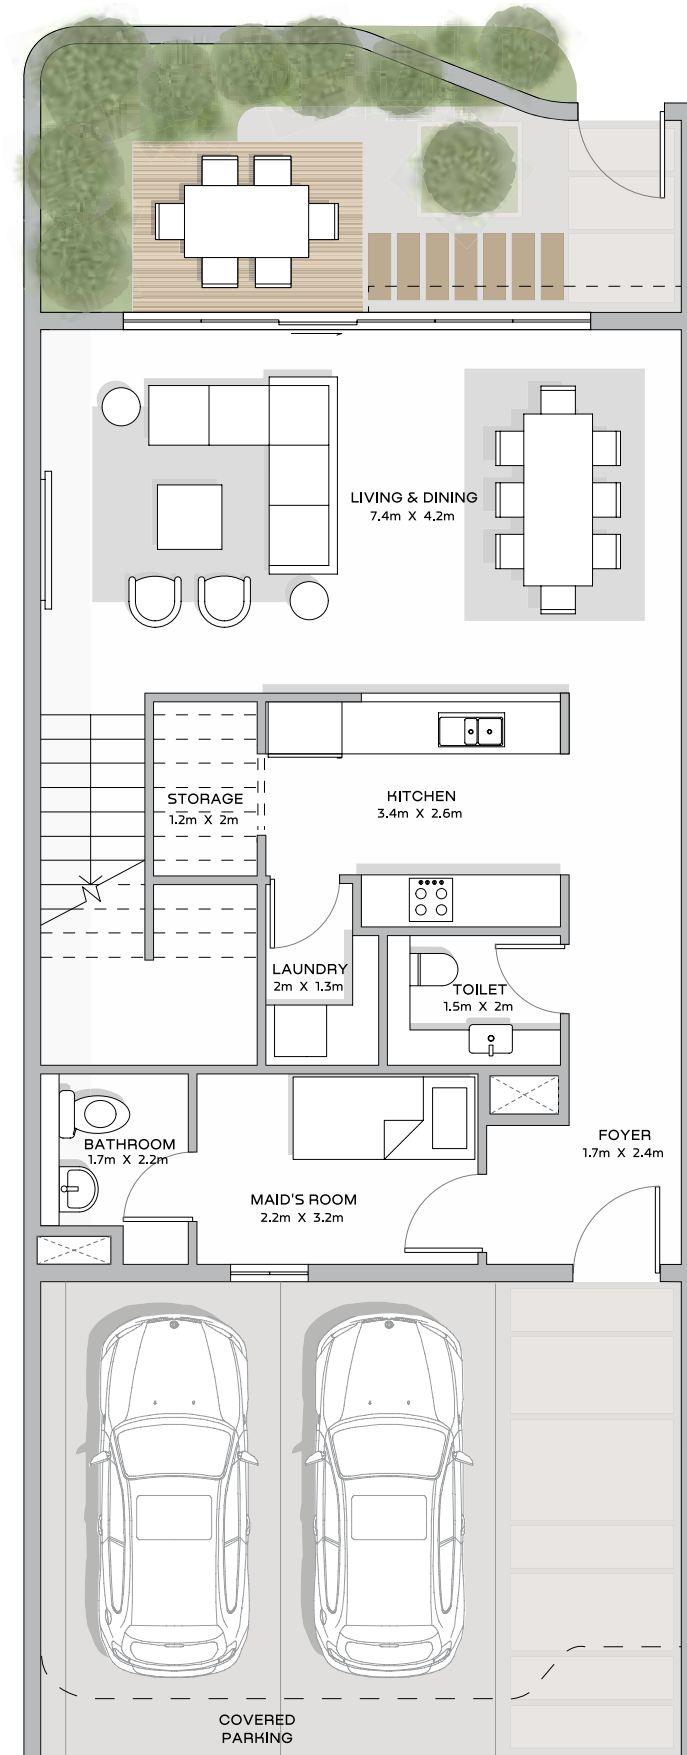 LIVING & DINING
7.4m X 4.2m
STORAGE
1.2m X 2m
KITCHEN
3.4m X 2.6m
LAUNDRY
2m X 1.3m
TOILET
1.5m X 2m
BATHROOM
1.7m X 2.2m
FOYER
1.7m X 2.4m
MAID'S ROOM
2.2m X 3.2m
COVERED
PARKING